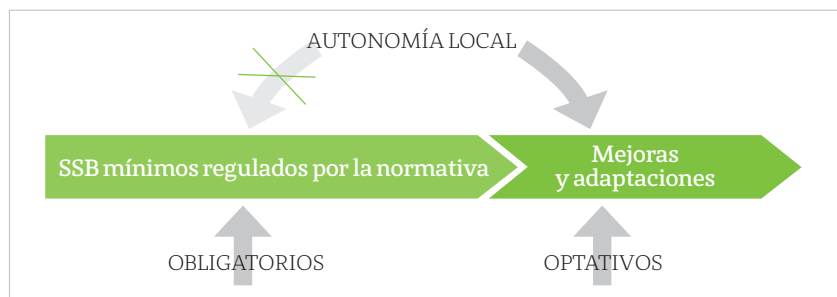 AUTONOMÍA LOCAL
SSB mínimos regulados por la normativa
Mejoras
y adaptaciones
OBLIGATORIOS
OPTATIVOS